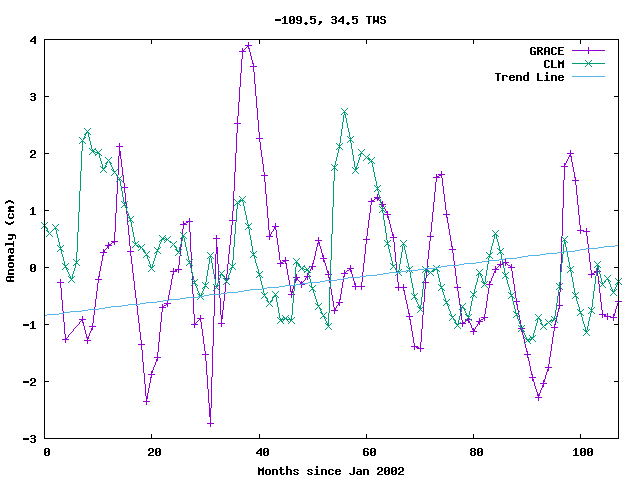 -109.5, 34.5 TWS
GRACE
CLM
Trend Line
4
3
2
1
0
-1
-2
-3
Anomaly (cm)
0 20 40 60 80 100
Months since Jan 2002